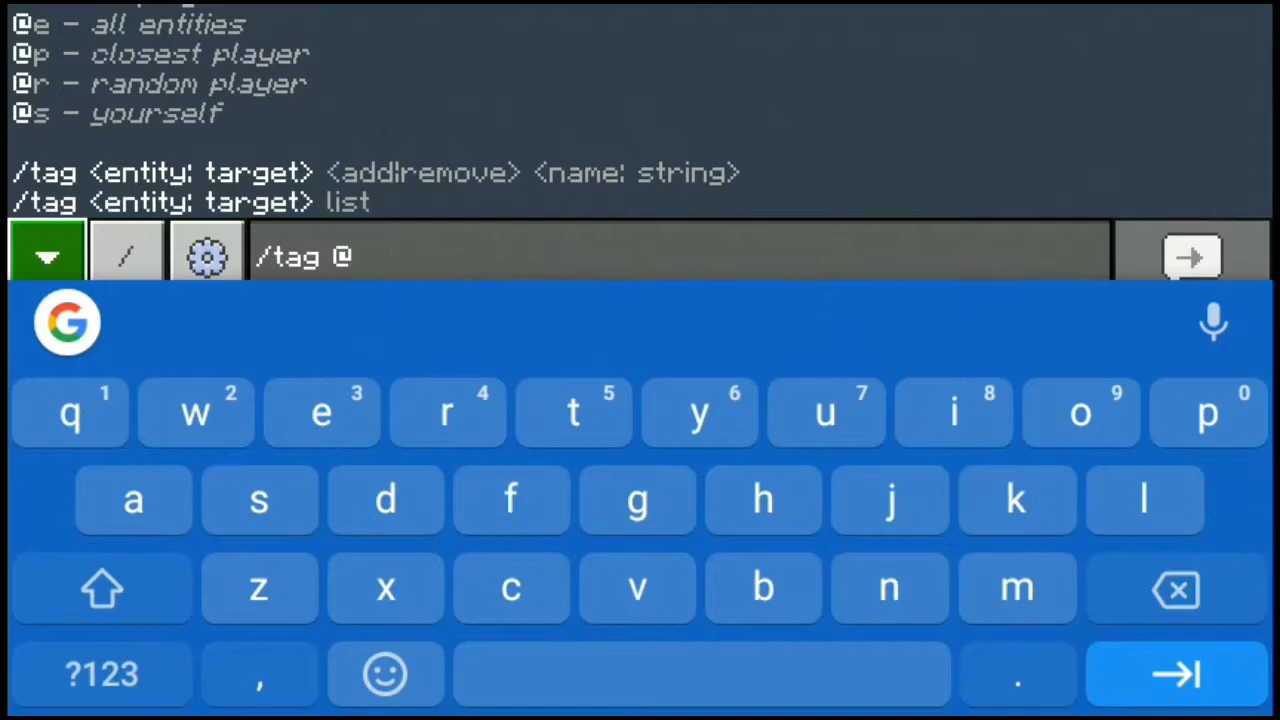 @e – all entities
@p – closest player
@r – random player
@s – yourself
/tag <entity: target> <add|remove> <name: string>
/tag <entity: target> list
/ /tag @
G
q 1 w 2 e 3 r 4 t 5 y 6 u 7 i 8 o 9 p 0
a s d f g h j k l
z x c v b n m
?123 , .